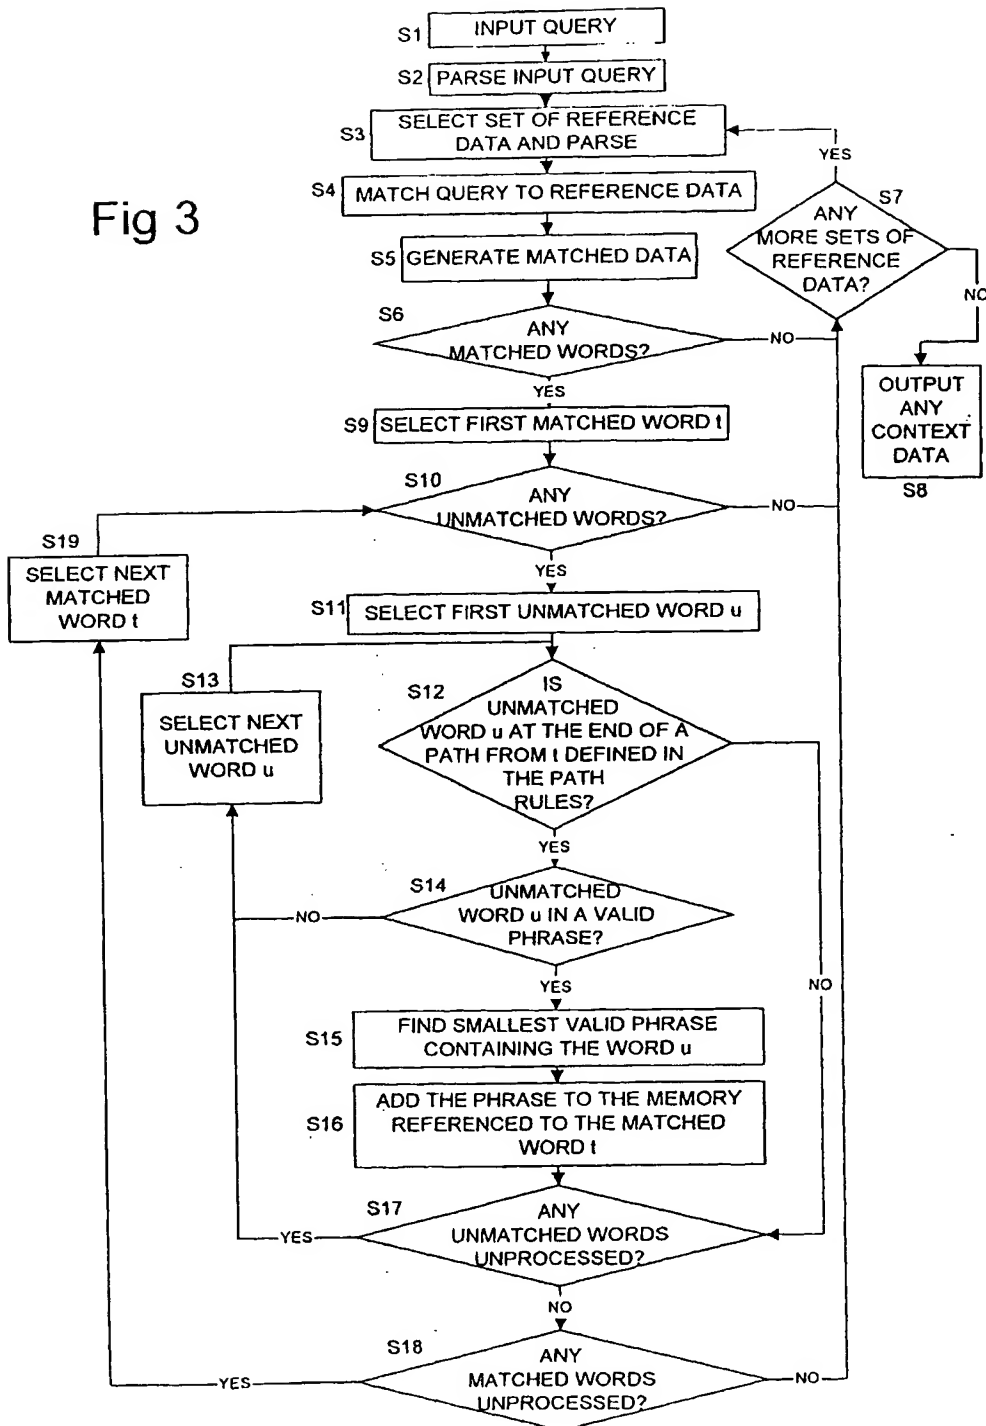 Fig 3
S1
INPUT QUERY
S2
PARSE INPUT QUERY
S3
SELECT SET OF REFERENCE
DATA AND PARSE
S4
MATCH QUERY TO REFERENCE DATA
S5
GENERATE MATCHED DATA
S6
ANY
MATCHED WORDS?
NO
YES
S7
ANY
MORE SETS OF
REFERENCE
DATA?
YES
NO
OUTPUT
ANY
CONTEXT
DATA
S8
S9
SELECT FIRST MATCHED WORD t
S10
ANY
UNMATCHED WORDS?
NO
YES
S19
SELECT NEXT
MATCHED
WORD t
S11
SELECT FIRST UNMATCHED WORD u
S13
SELECT NEXT
UNMATCHED
WORD u
S12
IS
UNMATCHED
WORD u AT THE END OF A
PATH FROM t DEFINED IN
THE PATH
RULES?
YES
NO
S14
UNMATCHED
WORD u IN A VALID
PHRASE?
NO
YES
S15
FIND SMALLEST VALID PHRASE
CONTAINING THE WORD u
S16
ADD THE PHRASE TO THE MEMORY
REFERENCED TO THE MATCHED
WORD t
S17
ANY
UNMATCHED WORDS
UNPROCESSED?
YES
NO
S18
ANY
MATCHED WORDS
UNPROCESSED?
YES
NO